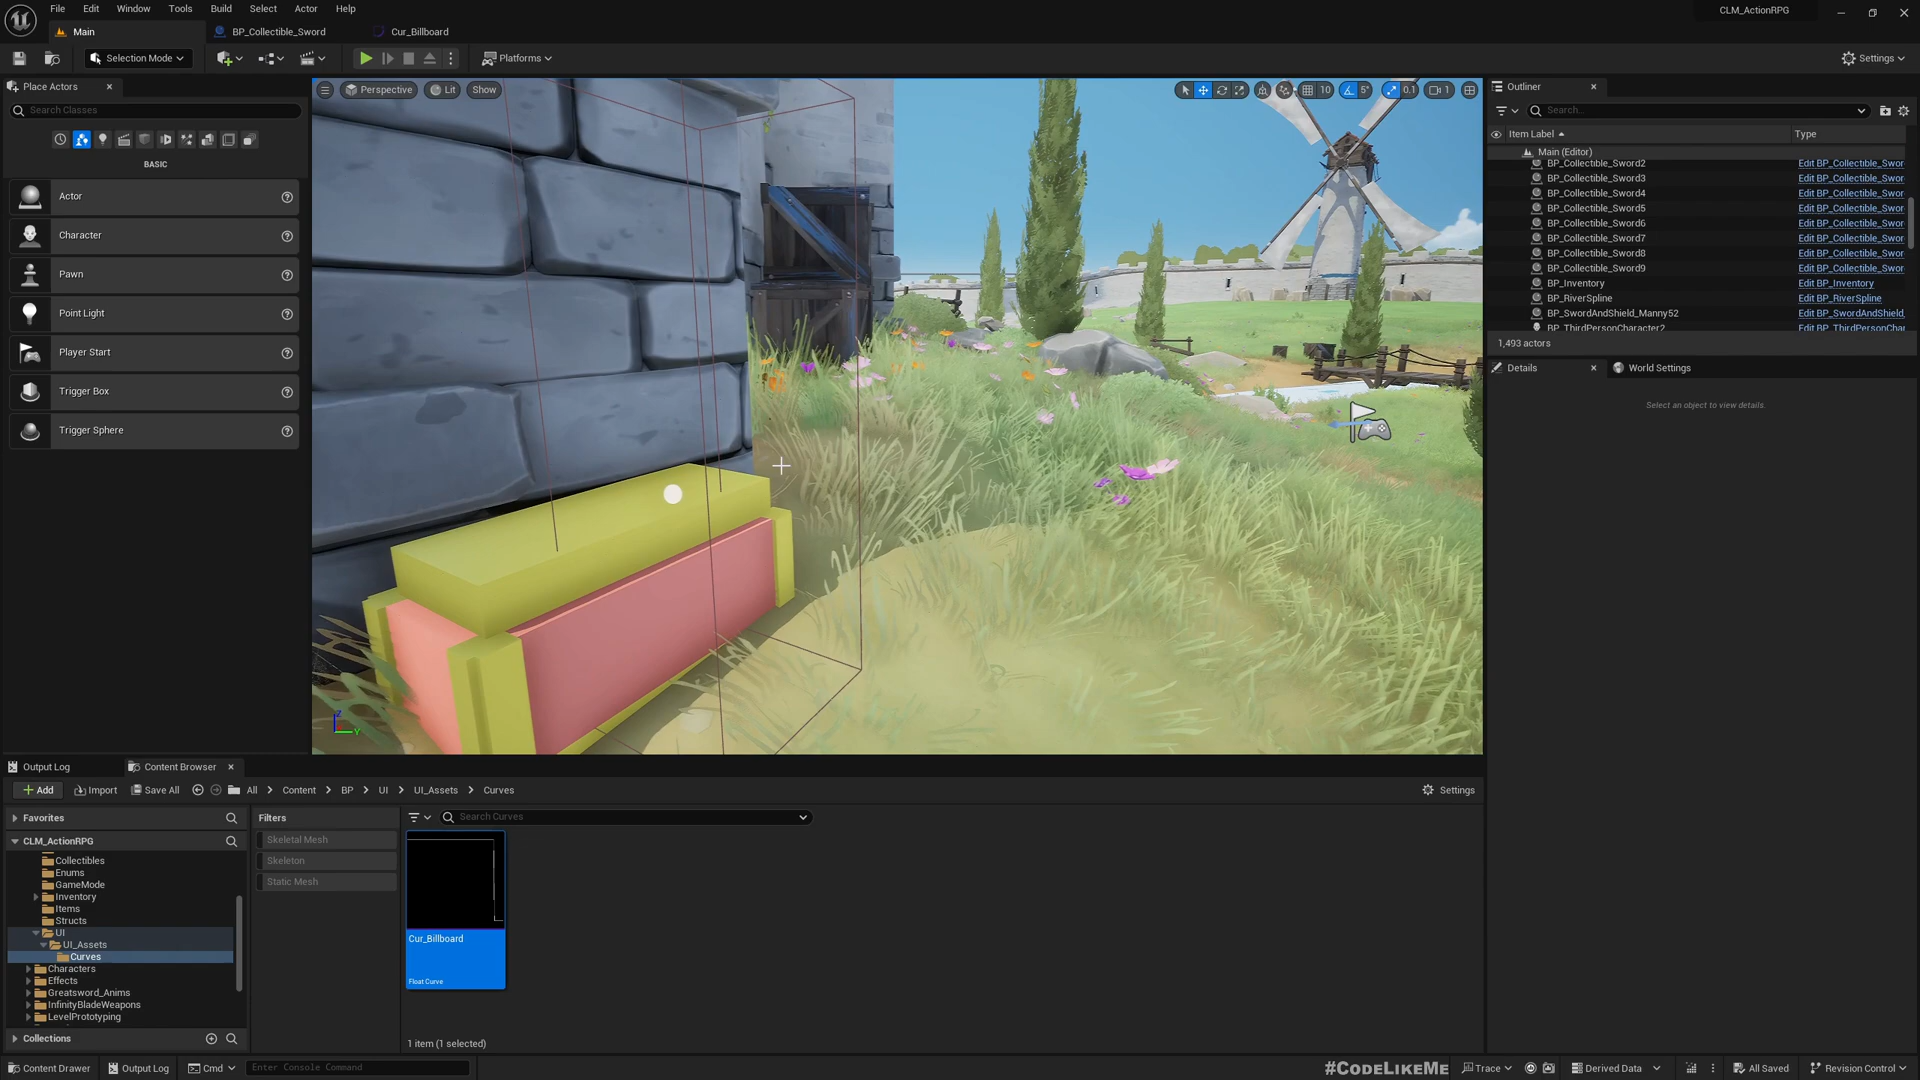 File Edit Window Tools Build Select Actor Help
CLM_ActionRPG
Main
BP_Collectible_Sword
Cur_Billboard
Selection Mode
Platforms
Settings
Place Actors
Search Classes
BASIC
Actor
Character
Pawn
Point Light
Player Start
Trigger Box
Trigger Sphere
Perspective
Lit
Show
10
5°
0.1
1
Outliner
Search...
Item Label
Type
Main (Editor)
BP_Collectible_Sword2 Edit BP_Collectible_Swor
BP_Collectible_Sword3 Edit BP_Collectible_Swor
BP_Collectible_Sword4 Edit BP_Collectible_Swor
BP_Collectible_Sword5 Edit BP_Collectible_Swor
BP_Collectible_Sword6 Edit BP_Collectible_Swor
BP_Collectible_Sword7 Edit BP_Collectible_Swor
BP_Collectible_Sword8 Edit BP_Collectible_Swor
BP_Collectible_Sword9 Edit BP_Collectible_Swor
BP_Inventory Edit BP_Inventory
BP_RiverSpline Edit BP_RiverSpline
BP_SwordAndShield_Manny52 Edit BP_SwordAndShield_
BP_ThirdPersonCharacter2 Edit BP_ThirdPersonChar
1,493 actors
Details
World Settings
Select an object to view details.
Z
Y
Output Log
Content Browser
Add
Import
Save All
All > Content > BP > UI > UI_Assets > Curves
Settings
Favorites
CLM_ActionRPG
Collectibles
Enums
GameMode
Inventory
Items
Structs
UI
UI_Assets
Curves
Characters
Effects
Greatsword_Anims
InfinityBladeWeapons
LevelPrototyping
Collections
Filters
Skeletal Mesh
Skeleton
Static Mesh
Search Curves
Cur_Billboard
Float Curve
1 item (1 selected)
Content Drawer
Output Log
Cmd
Enter Console Command
#CodeLikeMe
Trace
Derived Data
All Saved
Revision Control